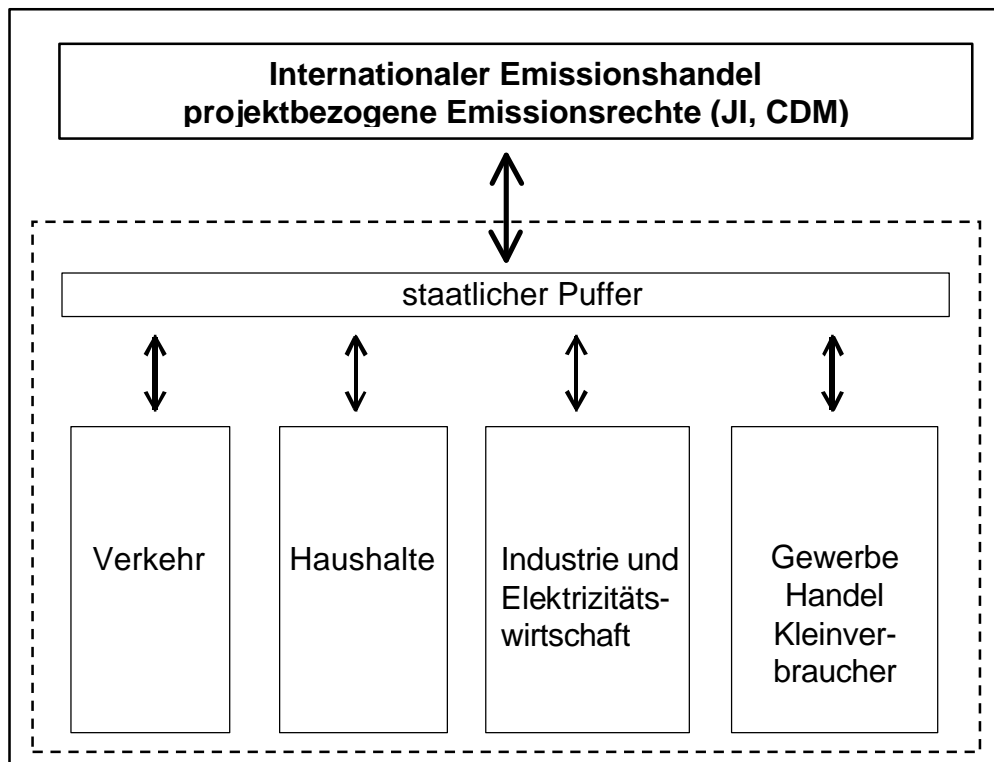 Internationaler Emissionshandel
projektbezogene Emissionsrechte (JI, CDM)
staatlicher Puffer
Verkehr
Haushalte
Industrie und
Elektrizitäts-
wirtschaft
Gewerbe
Handel
Kleinver-
braucher